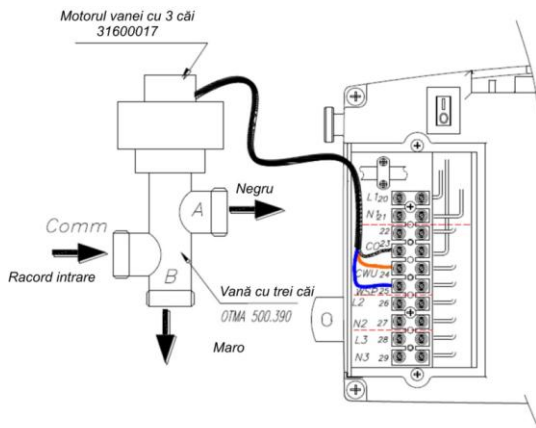 Motorul vanei cu 3 căi
31600017
Negru
A
Comm
Racord intrare
B
Vană cu trei căi
OTMA 500.390
Maro
I
O
L1 20
N1 21
22
CO 23
CWU 24
WSP 25
L2 26
N2 27
L3 28
N3 29
O